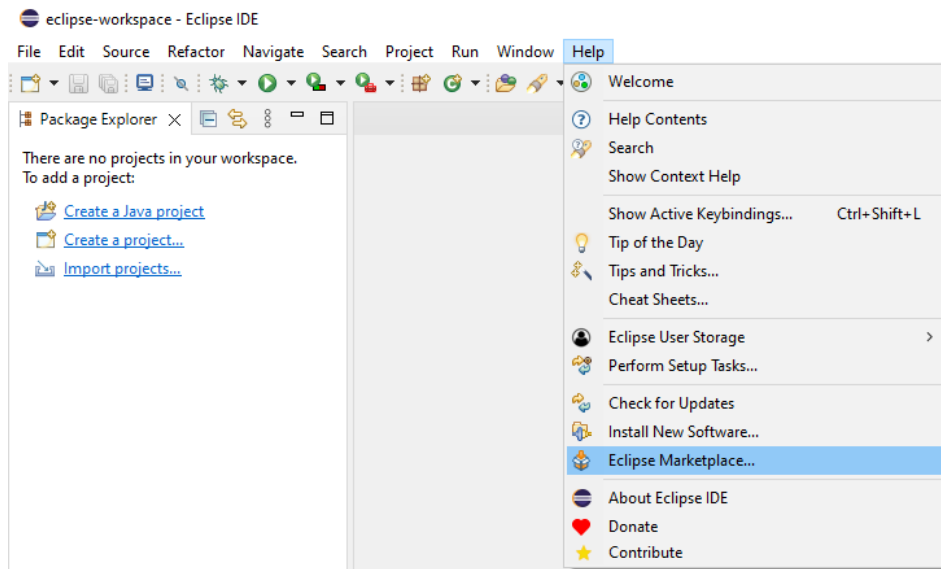 eclipse-workspace - Eclipse IDE
File Edit Source Refactor Navigate Search Project Run Window Help
Package Explorer
There are no projects in your workspace.
To add a project:
Create a Java project
Create a project...
Import projects...
Welcome
Help Contents
Search
Show Context Help
Show Active Keybindings... Ctrl+Shift+L
Tip of the Day
Tips and Tricks...
Cheat Sheets...
Eclipse User Storage
Perform Setup Tasks...
Check for Updates
Install New Software...
Eclipse Marketplace...
About Eclipse IDE
Donate
Contribute